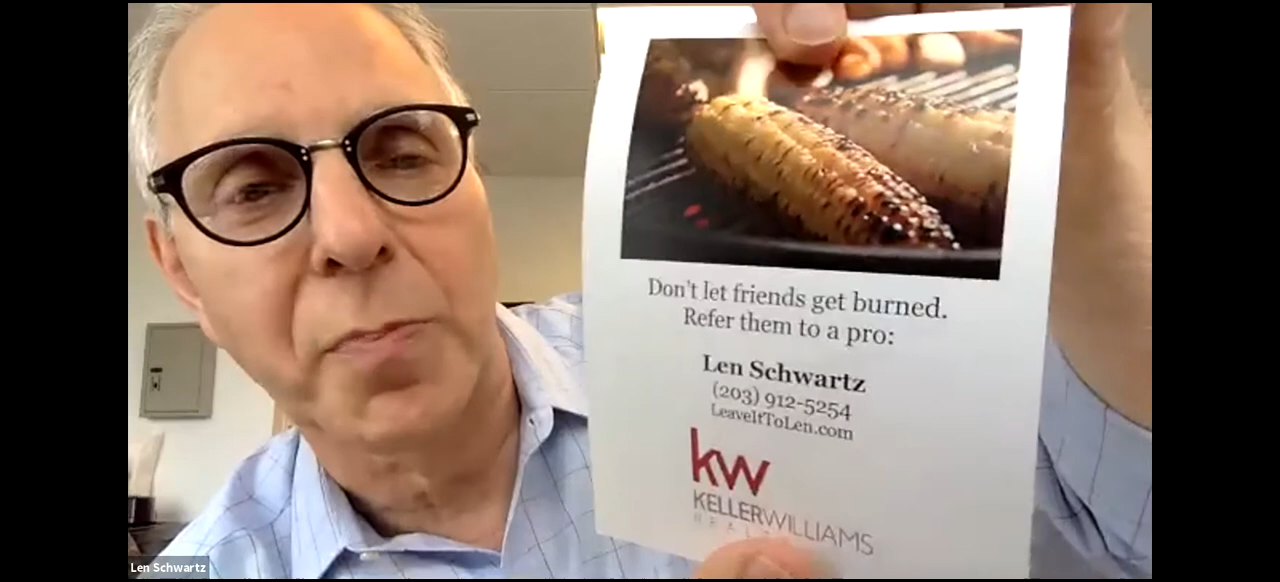 Don't let friends get burned.
Refer them to a pro:
Len Schwartz
(203) 912-5254
LeaveItToLen.com
kw
KELLERWILLIAMS
Len Schwartz